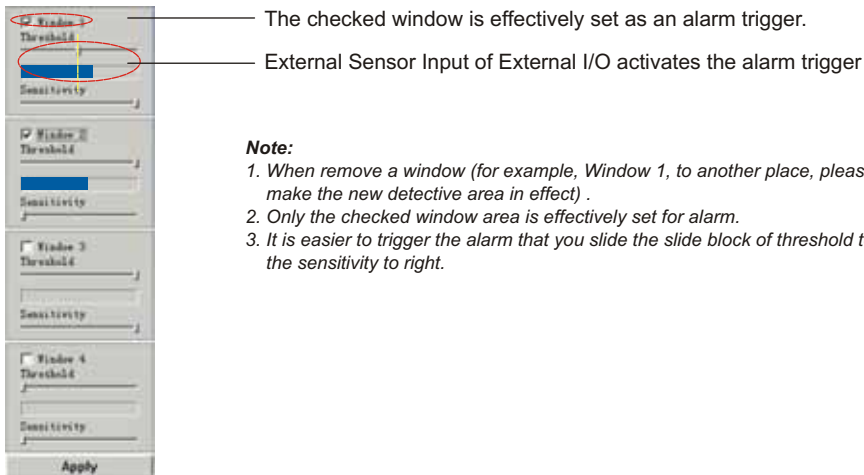 Window 1
Threshold
Sensitivity
Window 2
Threshold
Sensitivity
Window 3
Threshold
Sensitivity
Window 4
Threshold
Sensitivity
Apply
The checked window is effectively set as an alarm trigger.
External Sensor Input of External I/O activates the alarm trigger
Note:
1. When remove a window (for example, Window 1, to another place, pleas
make the new detective area in effect) .
2. Only the checked window area is effectively set for alarm.
3. It is easier to trigger the alarm that you slide the slide block of threshold t
the sensitivity to right.